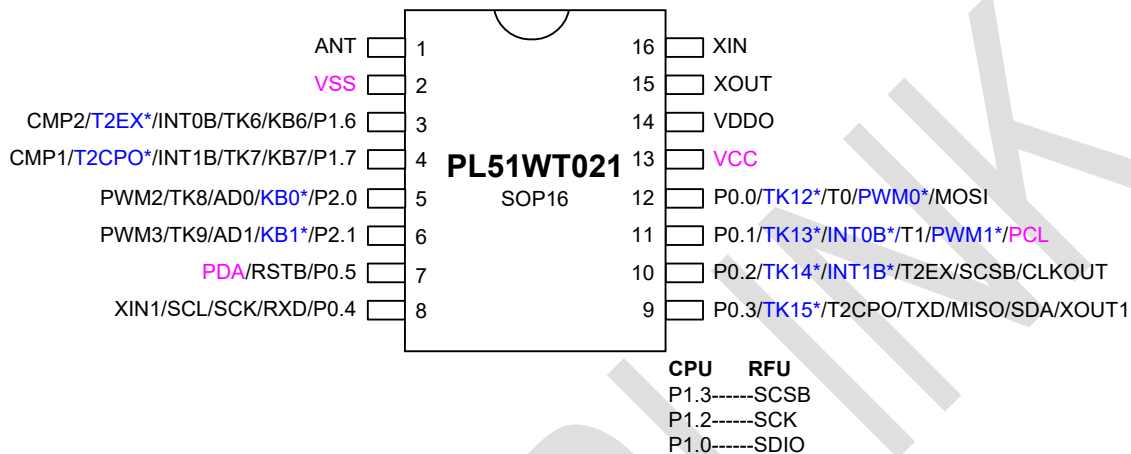 ANT 1
VSS 2
CMP2/T2EX*/INT0B/TK6/KB6/P1.6 3
CMP1/T2CPO*/INT1B/TK7/KB7/P1.7 4
PWM2/TK8/AD0/KB0*/P2.0 5
PWM3/TK9/AD1/KB1*/P2.1 6
PDA/RSTB/P0.5 7
XIN1/SCL/SCK/RXD/P0.4 8
PL51WT021
SOP16
16 XIN
15 XOUT
14 VDDO
13 VCC
12 P0.0/TK12*/T0/PWM0*/MOSI
11 P0.1/TK13*/INT0B*/T1/PWM1*/PCL
10 P0.2/TK14*/INT1B*/T2EX/SCSB/CLKOUT
9 P0.3/TK15*/T2CPO/TXD/MISO/SDA/XOUT1
CPU RFU
P1.3------SCSB
P1.2------SCK
P1.0------SDIO